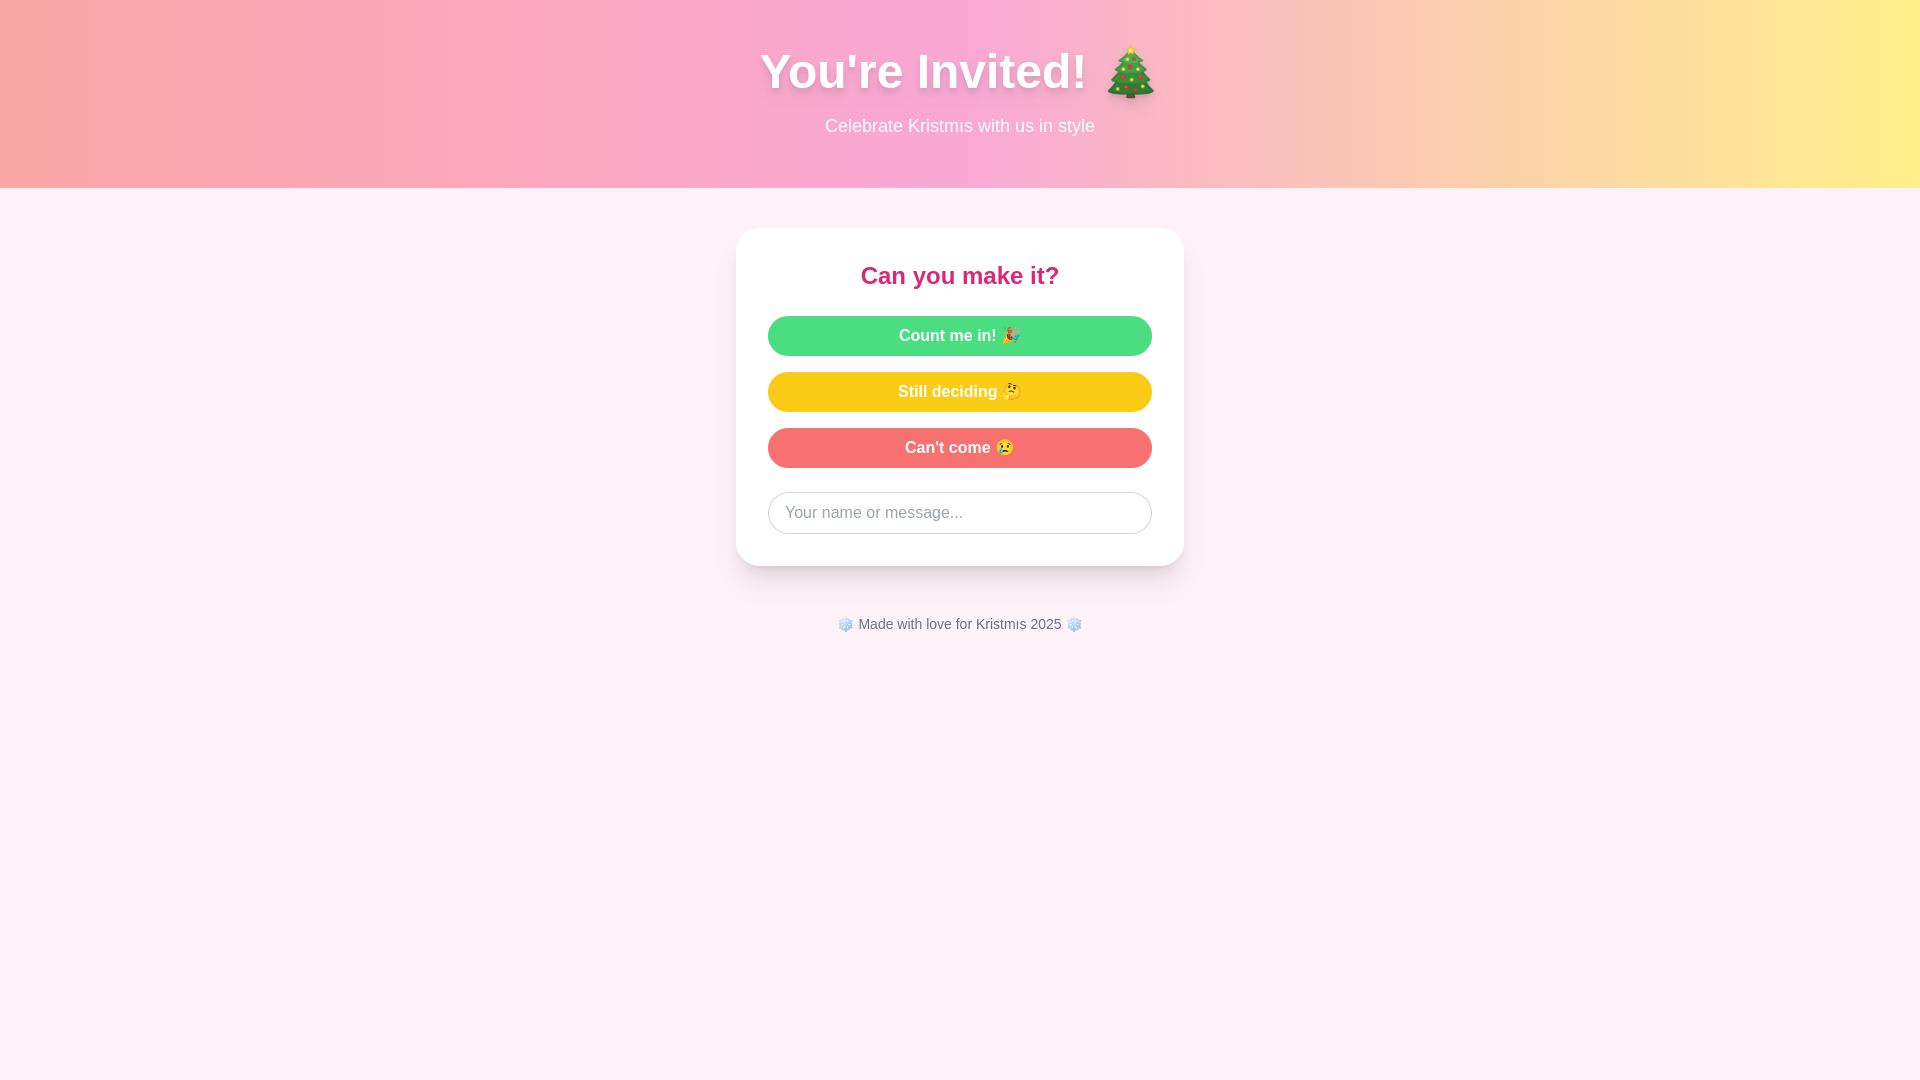 You're Invited! 🎄
Celebrate Kristmıs with us in style
Can you make it?
Count me in! 🎉
Still deciding 🤔
Can't come 😢
Your name or message...
❄️ Made with love for Kristmıs 2025 ❄️